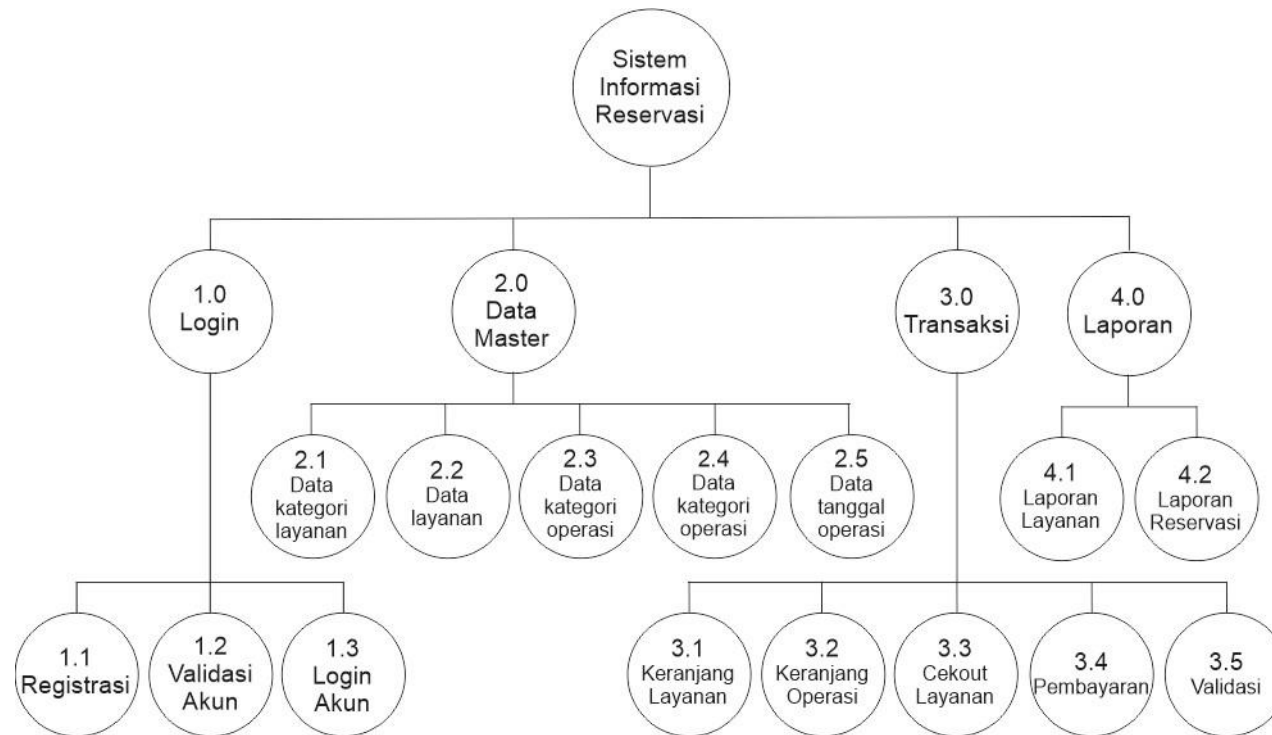 Sistem
Informasi
Reservasi
1.0
Login
2.0
Data
Master
3.0
Transaksi
4.0
Laporan
2.1
Data
kategori
layanan
2.2
Data
layanan
2.3
Data
kategori
operasi
2.4
Data
kategori
operasi
2.5
Data
tanggal
operasi
4.1
Laporan
Layanan
4.2
Laporan
Reservasi
1.1
Registrasi
1.2
Validasi
Akun
1.3
Login
Akun
3.1
Keranjang
Layanan
3.2
Keranjang
Operasi
3.3
Cekout
Layanan
3.4
Pembayaran
3.5
Validasi